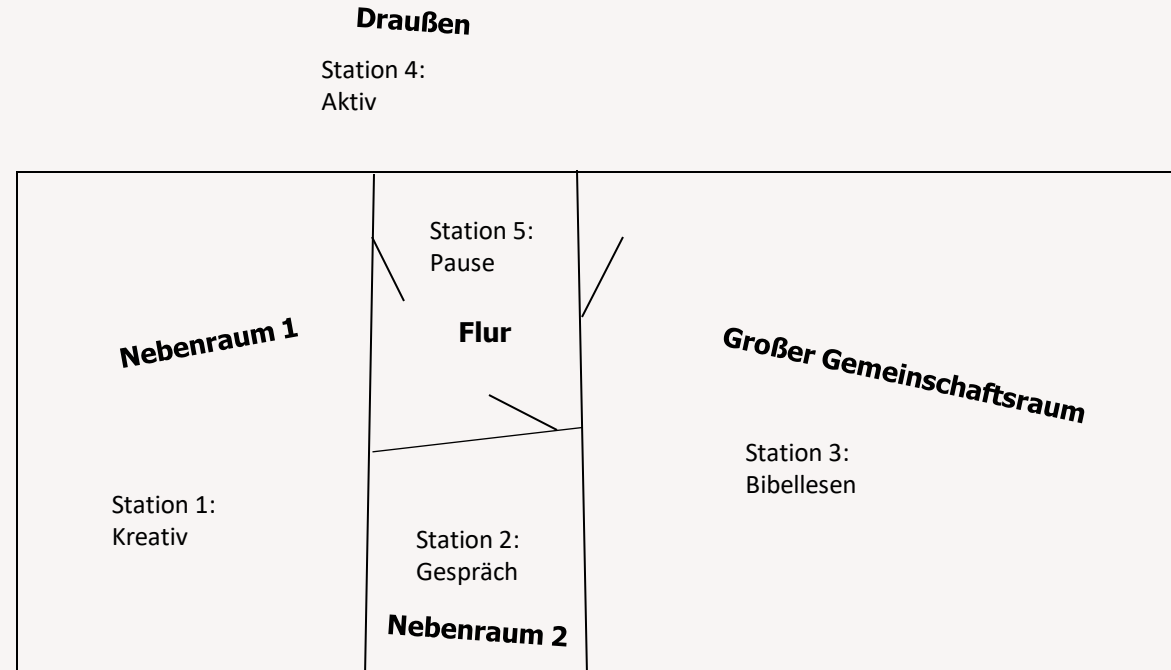 Draußen
Station 4:
Aktiv
Station 5:
Pause
Flur
Nebenraum 1
Großer Gemeinschaftsraum
Station 3:
Bibellesen
Station 1:
Kreativ
Station 2:
Gespräch
Nebenraum 2